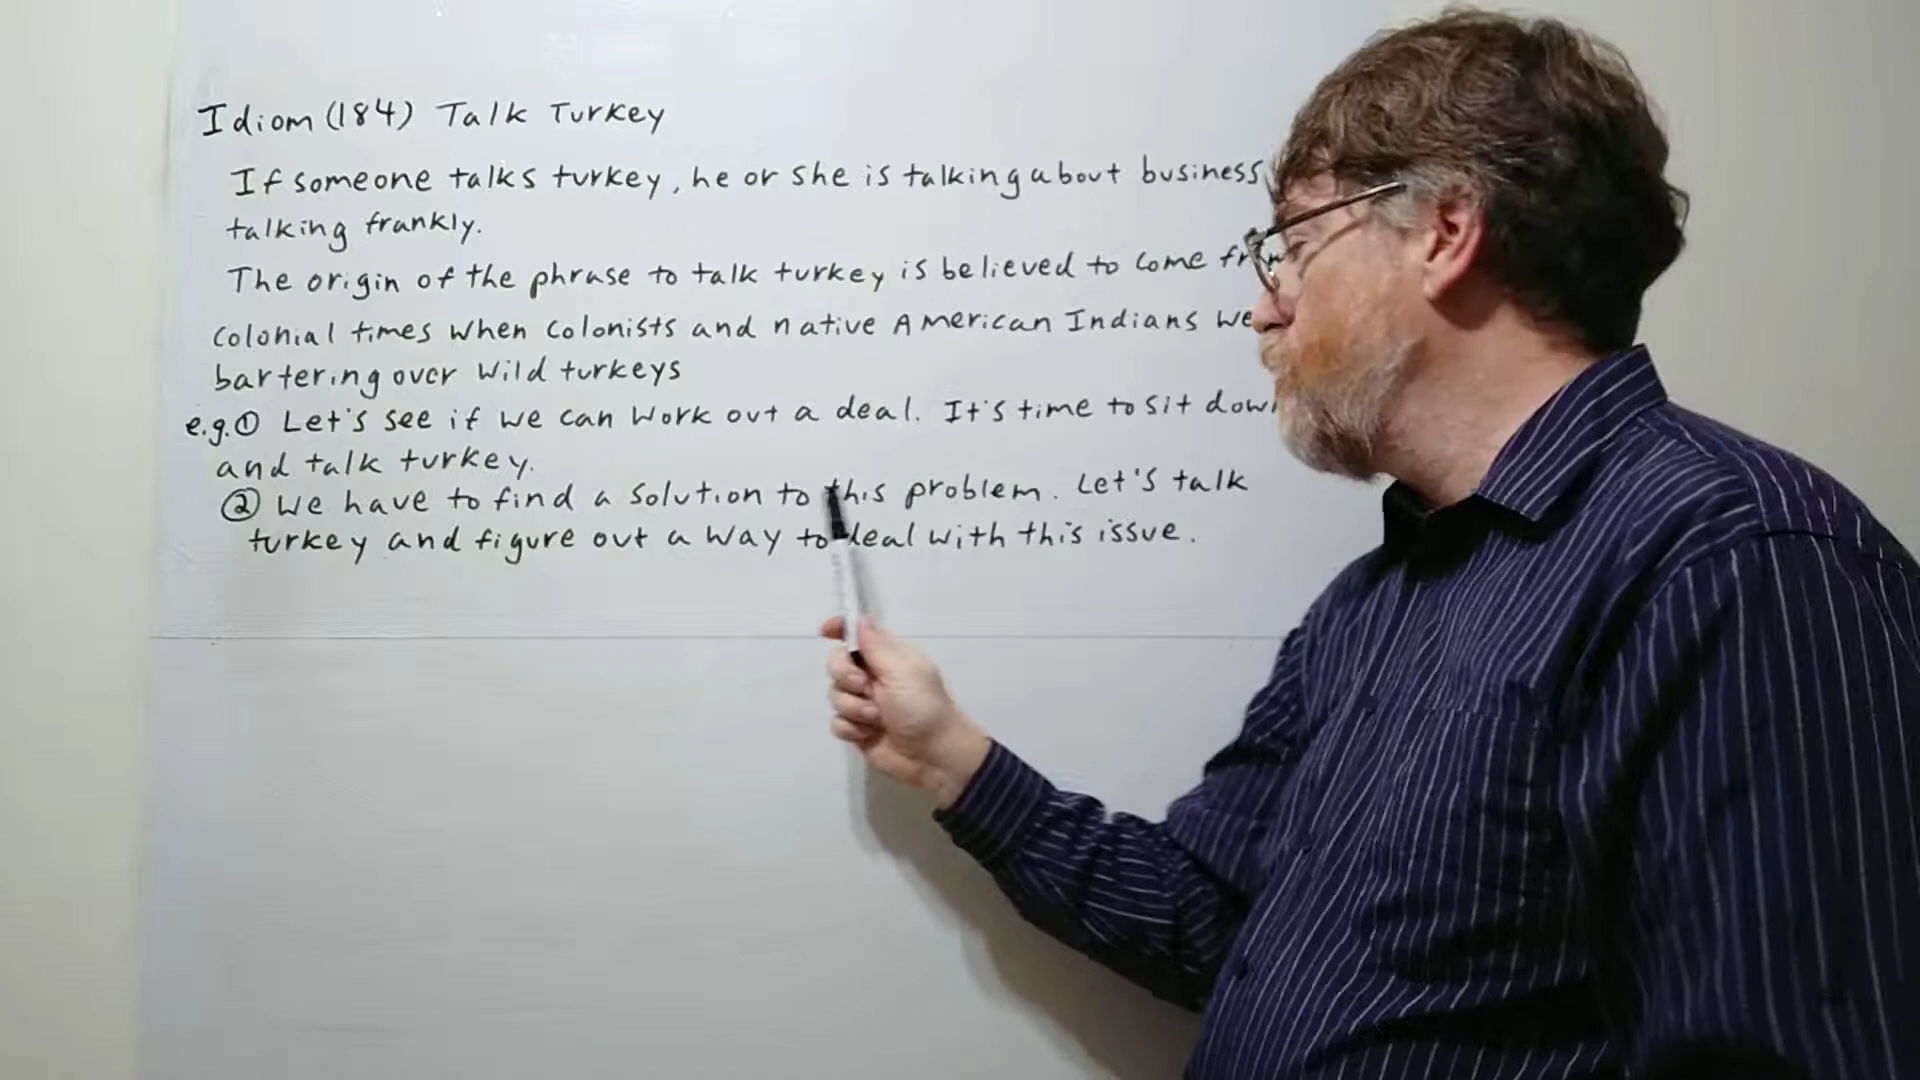 Idiom (184) Talk Turkey
If someone talks turkey, he or she is talking about business
talking frankly.
The origin of the phrase to talk turkey is believed to come
colonial times when colonists and native American Indians
bartering over wild turkeys
e.g. ① Let's see if we can work out a deal. It's time to sit down
and talk turkey.
② We have to find a solution to this problem. Let's talk
turkey and figure out a way to deal with this issue.